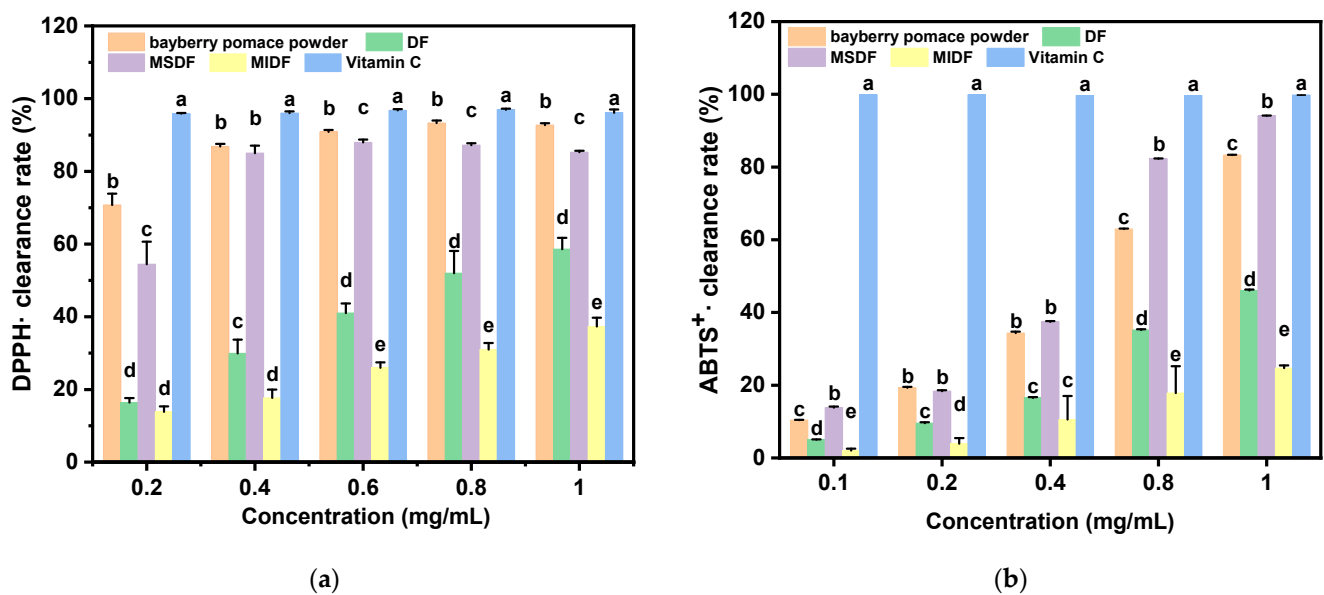 120
100
80
60
40
20
0
DPPH· clearance rate (%)
bayberry pomace powder DF
MSDF MIDF Vitamin C
b c d d a
b b c d a
b c d e a
b c d e a
b c d e a
0.2 0.4 0.6 0.8 1
Concentration (mg/mL)
(a)
120
100
80
60
40
20
0
ABTS⁺· clearance rate (%)
bayberry pomace powder DF
MSDF MIDF Vitamin C
c d b e a
b c b d a
b c b c a
c d b e a
c d b e a
0.1 0.2 0.4 0.8 1
Concentration (mg/mL)
(b)